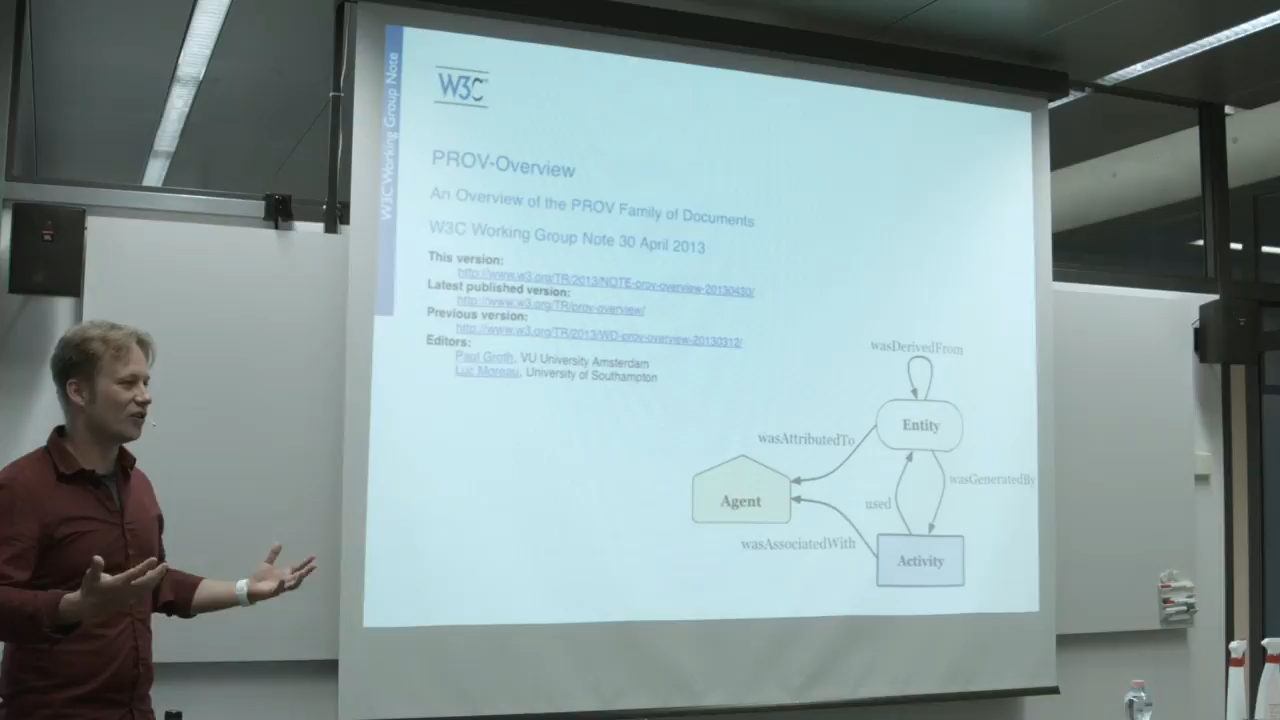 W3C Working Group Note
W3C
PROV-Overview
An Overview of the PROV Family of Documents
W3C Working Group Note 30 April 2013
This version:
http://www.w3.org/TR/2013/NOTE-prov-overview-20130430/
Latest published version:
http://www.w3.org/TR/prov-overview/
Previous version:
http://www.w3.org/TR/2013/WD-prov-overview-20130312/
Editors:
Paul Groth, VU University Amsterdam
Luc Moreau, University of Southampton
wasDerivedFrom
Entity
wasAttributedTo
wasGeneratedBy
Agent
used
wasAssociatedWith
Activity